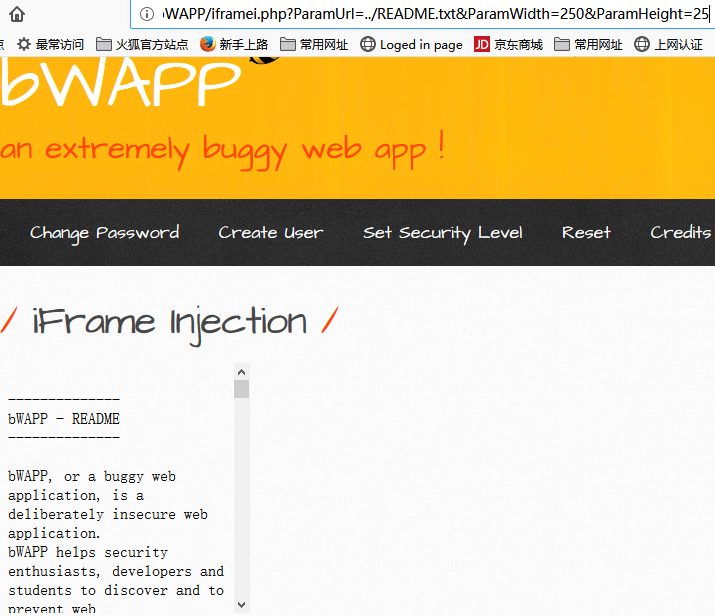 bWAPP/iframei.php?ParamUrl=../README.txt&ParamWidth=250&ParamHeight=25
点 最常访问 火狐官方站点 新手上路 常用网址 Loged in page JD 京东商城 常用网址 上网认证
bWAPP
an extremely buggy web app !
Change Password Create User Set Security Level Reset Credits
/ iFrame Injection /
--------------
bWAPP - README
--------------
bWAPP, or a buggy web
application, is a
deliberately insecure web
application.
bWAPP helps security
enthusiasts, developers and
students to discover and to
prevent web